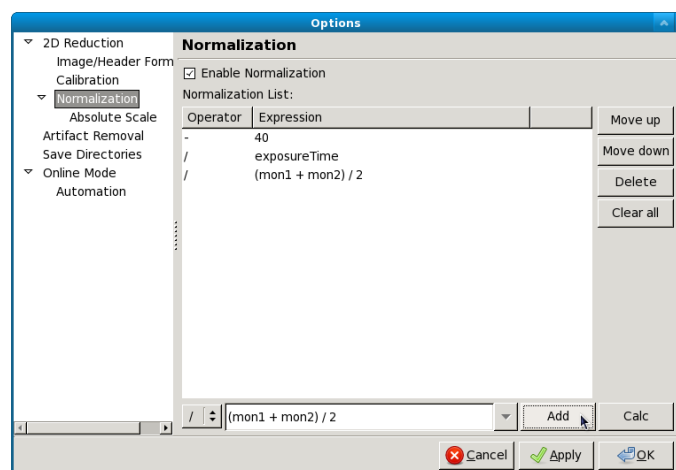 Options
2D Reduction
Image/Header Form
Calibration
Normalization
Absolute Scale
Artifact Removal
Save Directories
Online Mode
Automation
Normalization
Enable Normalization
Normalization List:
Operator Expression
- 40
/ exposureTime
/ (mon1 + mon2) / 2
Move up
Move down
Delete
Clear all
/ (mon1 + mon2) / 2 Add Calc
Cancel Apply OK